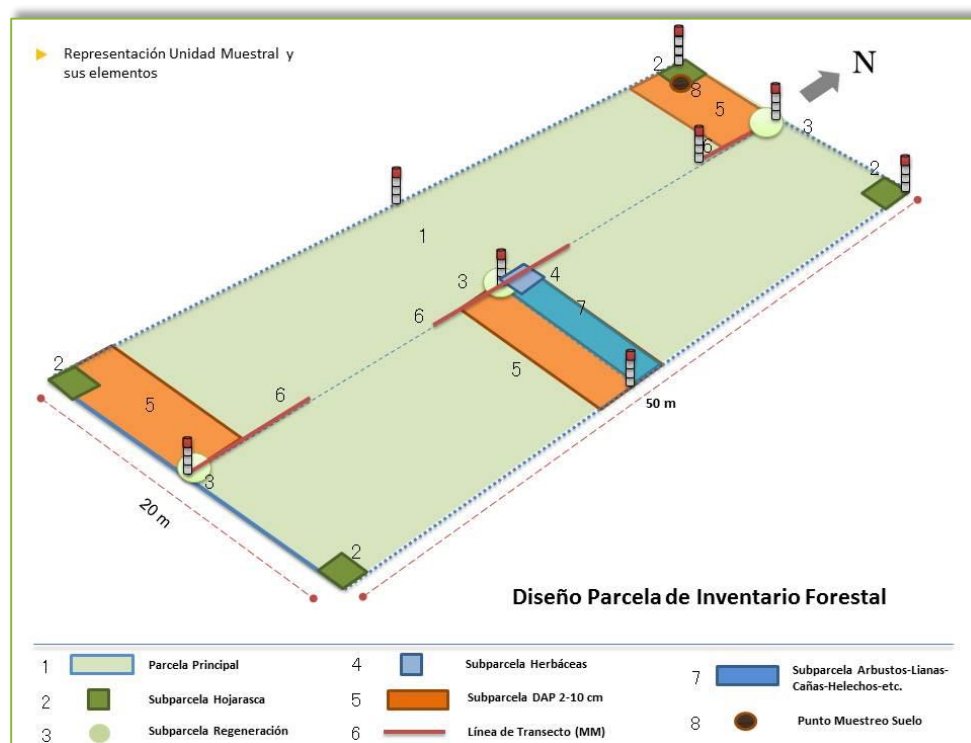 Representación Unidad Muestral y
sus elementos
N
2
8
5
3
6
2
1
3
4
6
7
2
5
5
6
50 m
3
20 m
2
Diseño Parcela de Inventario Forestal
1 Parcela Principal
4 Subparcela Herbáceas
7 Subparcela Arbustos-Lianas-
Cañas-Helechos-etc.
2 Subparcela Hojarasca
5 Subparcela DAP 2-10 cm
8 Punto Muestreo Suelo
3 Subparcela Regeneración
6 Línea de Transecto (MM)